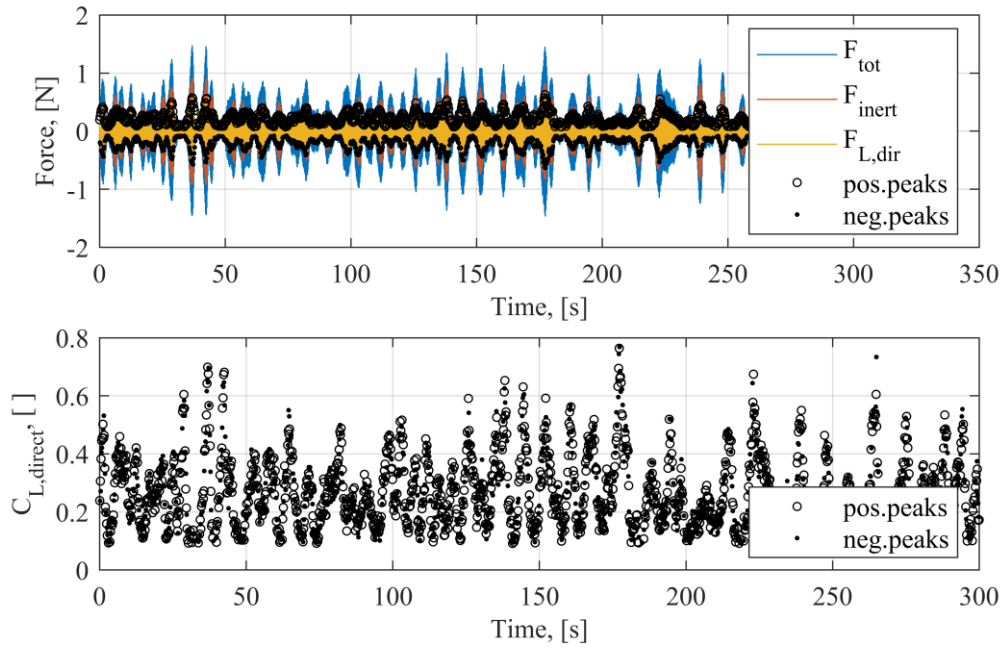 2
1
0
-1
-2
Force, [N]
F_tot
F_inert
F_L,dir
pos.peaks
neg.peaks
0 50 100 150 200 250 300 350
Time, [s]
0.8
0.6
0.4
0.2
0
C_L,direct, [ ]
pos.peaks
neg.peaks
0 50 100 150 200 250 300
Time, [s]